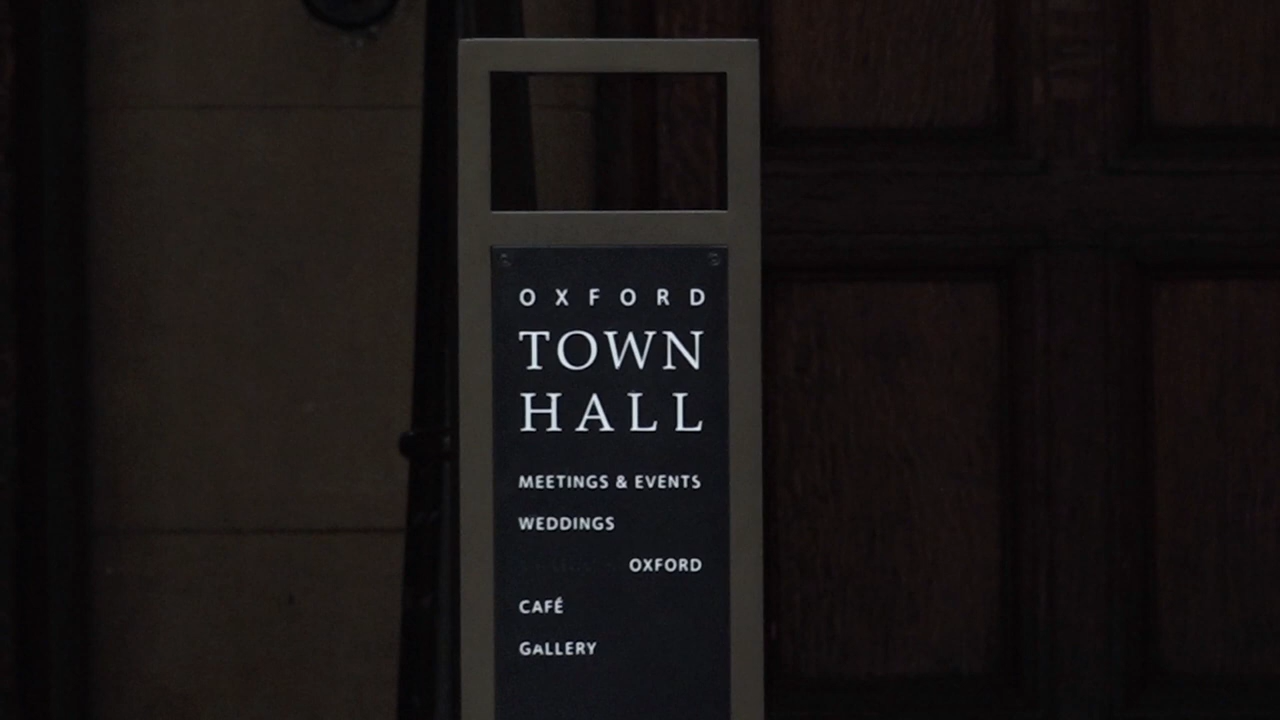 OXFORD
TOWN
HALL
MEETINGS & EVENTS
WEDDINGS
OXFORD
CAFÉ
GALLERY